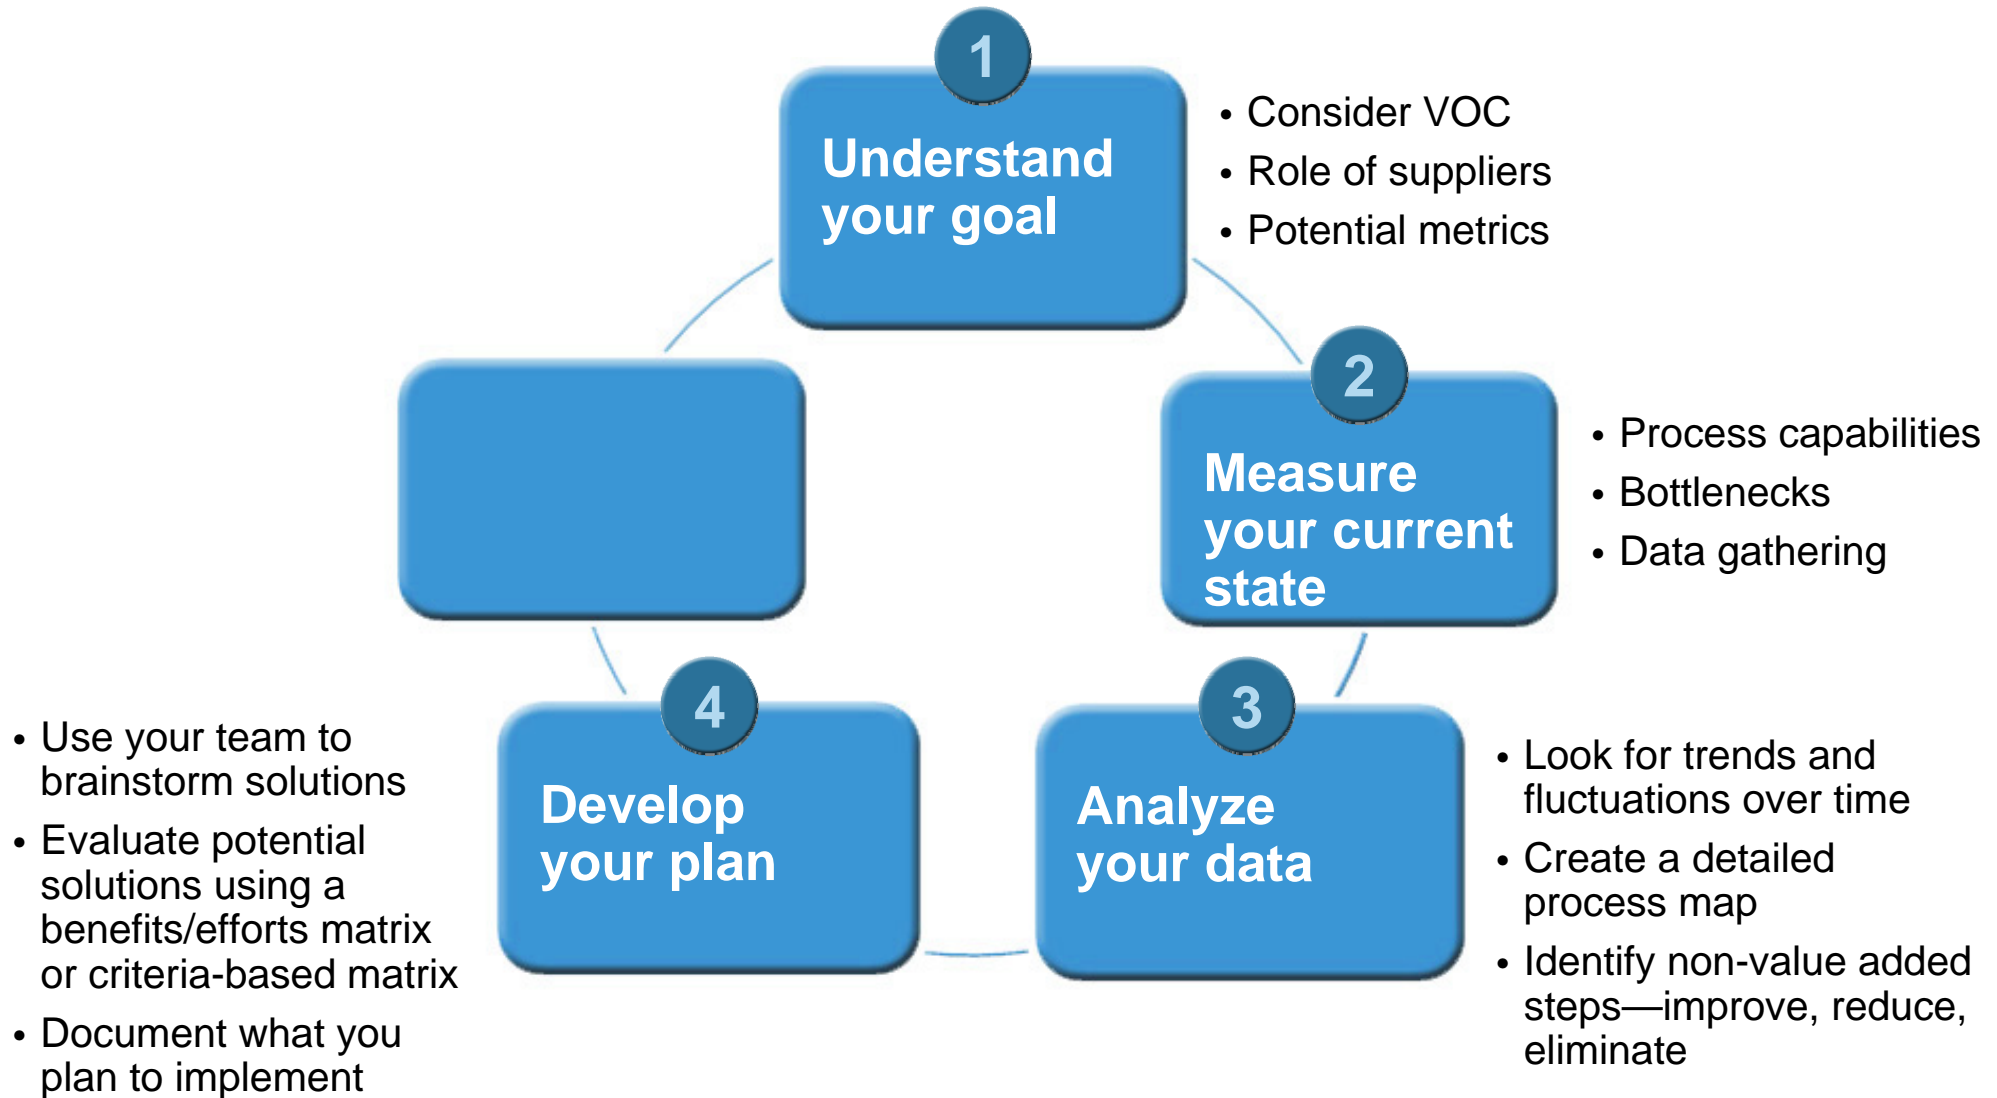 1
Understand
your goal
• Consider VOC
• Role of suppliers
• Potential metrics
2
Measure
your current
state
• Process capabilities
• Bottlenecks
• Data gathering
3
Analyze
your data
• Look for trends and
fluctuations over time
• Create a detailed
process map
• Identify non-value added
steps—improve, reduce,
eliminate
4
Develop
your plan
• Use your team to
brainstorm solutions
• Evaluate potential
solutions using a
benefits/efforts matrix
or criteria-based matrix
• Document what you
plan to implement